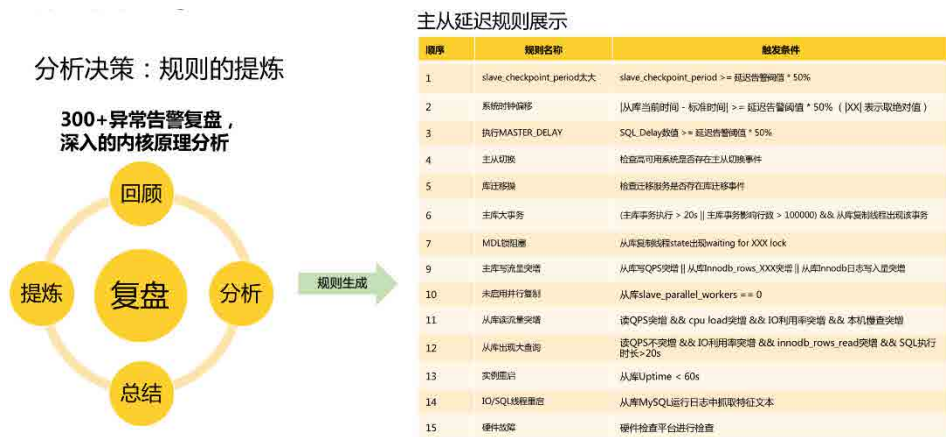 分析决策：规则的提炼
300+异常告警复盘，
深入的内核原理分析
回顾
提炼
复盘
分析
总结
规则生成
主从延迟规则展示
顺序 规则名称 触发条件
1 slave_checkpoint_period太大 slave_checkpoint_period >= 延迟告警阈值 * 50%
2 系统时钟偏移 |从库当前时间 - 标准时间| >= 延迟告警阈值 * 50% （ |XX| 表示取绝对值 ）
3 执行MASTER_DELAY SQL_Delay数值 >= 延迟告警阈值 * 50%
4 主从切换 检查高可用系统是否存在主从切换事件
5 库迁移操 检查迁移服务是否存在库迁移事件
6 主库大事务 (主库事务执行 > 20s || 主库事务影响行数 > 100000) && 从库复制线程出现该事务
7 MDL锁阻塞 从库复制线程state出现waiting for XXX lock
9 主库写流量突增 从库写QPS突增 || 从库Innodb_rows_XXX突增 || 从库Innodb日志写入量突增
10 未启用并行复制 从库slave_parallel_workers == 0
11 从库读流量突增 读QPS突增 && cpu load突增 && IO利用率突增 && 本机慢查突增
12 从库出现大查询 读QPS不突增 && IO利用率突增 && innodb_rows_read突增 && SQL执行
时长>20s
13 实例重启 从库Uptime < 60s
14 IO/SQL线程重启 从库MySQL运行日志中抓取特征文本
15 硬件故障 硬件检查平台进行检查